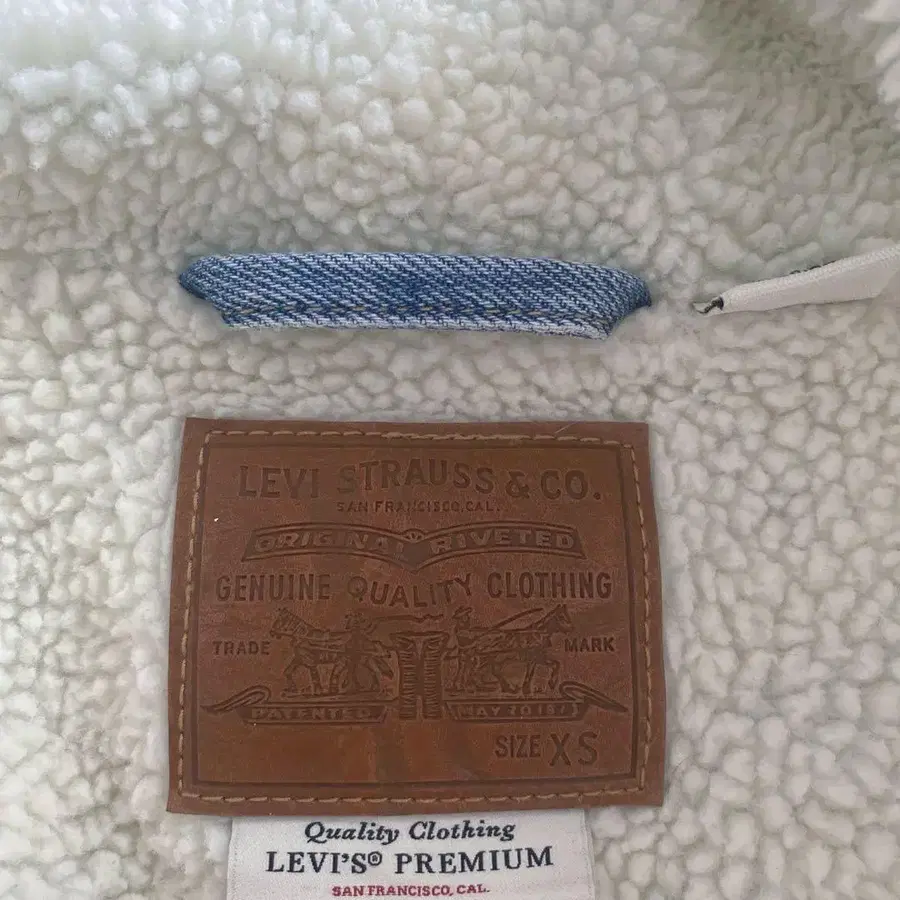 LEVI STRAUSS & CO.
SAN FRANCISCO, CAL.
ORIGINAL RIVETED
GENUINE QUALITY CLOTHING
TRADE MARK
PATENTED MAY 20 1873
SIZE XS
Quality Clothing
LEVI'S® PREMIUM
SAN FRANCISCO, CAL.